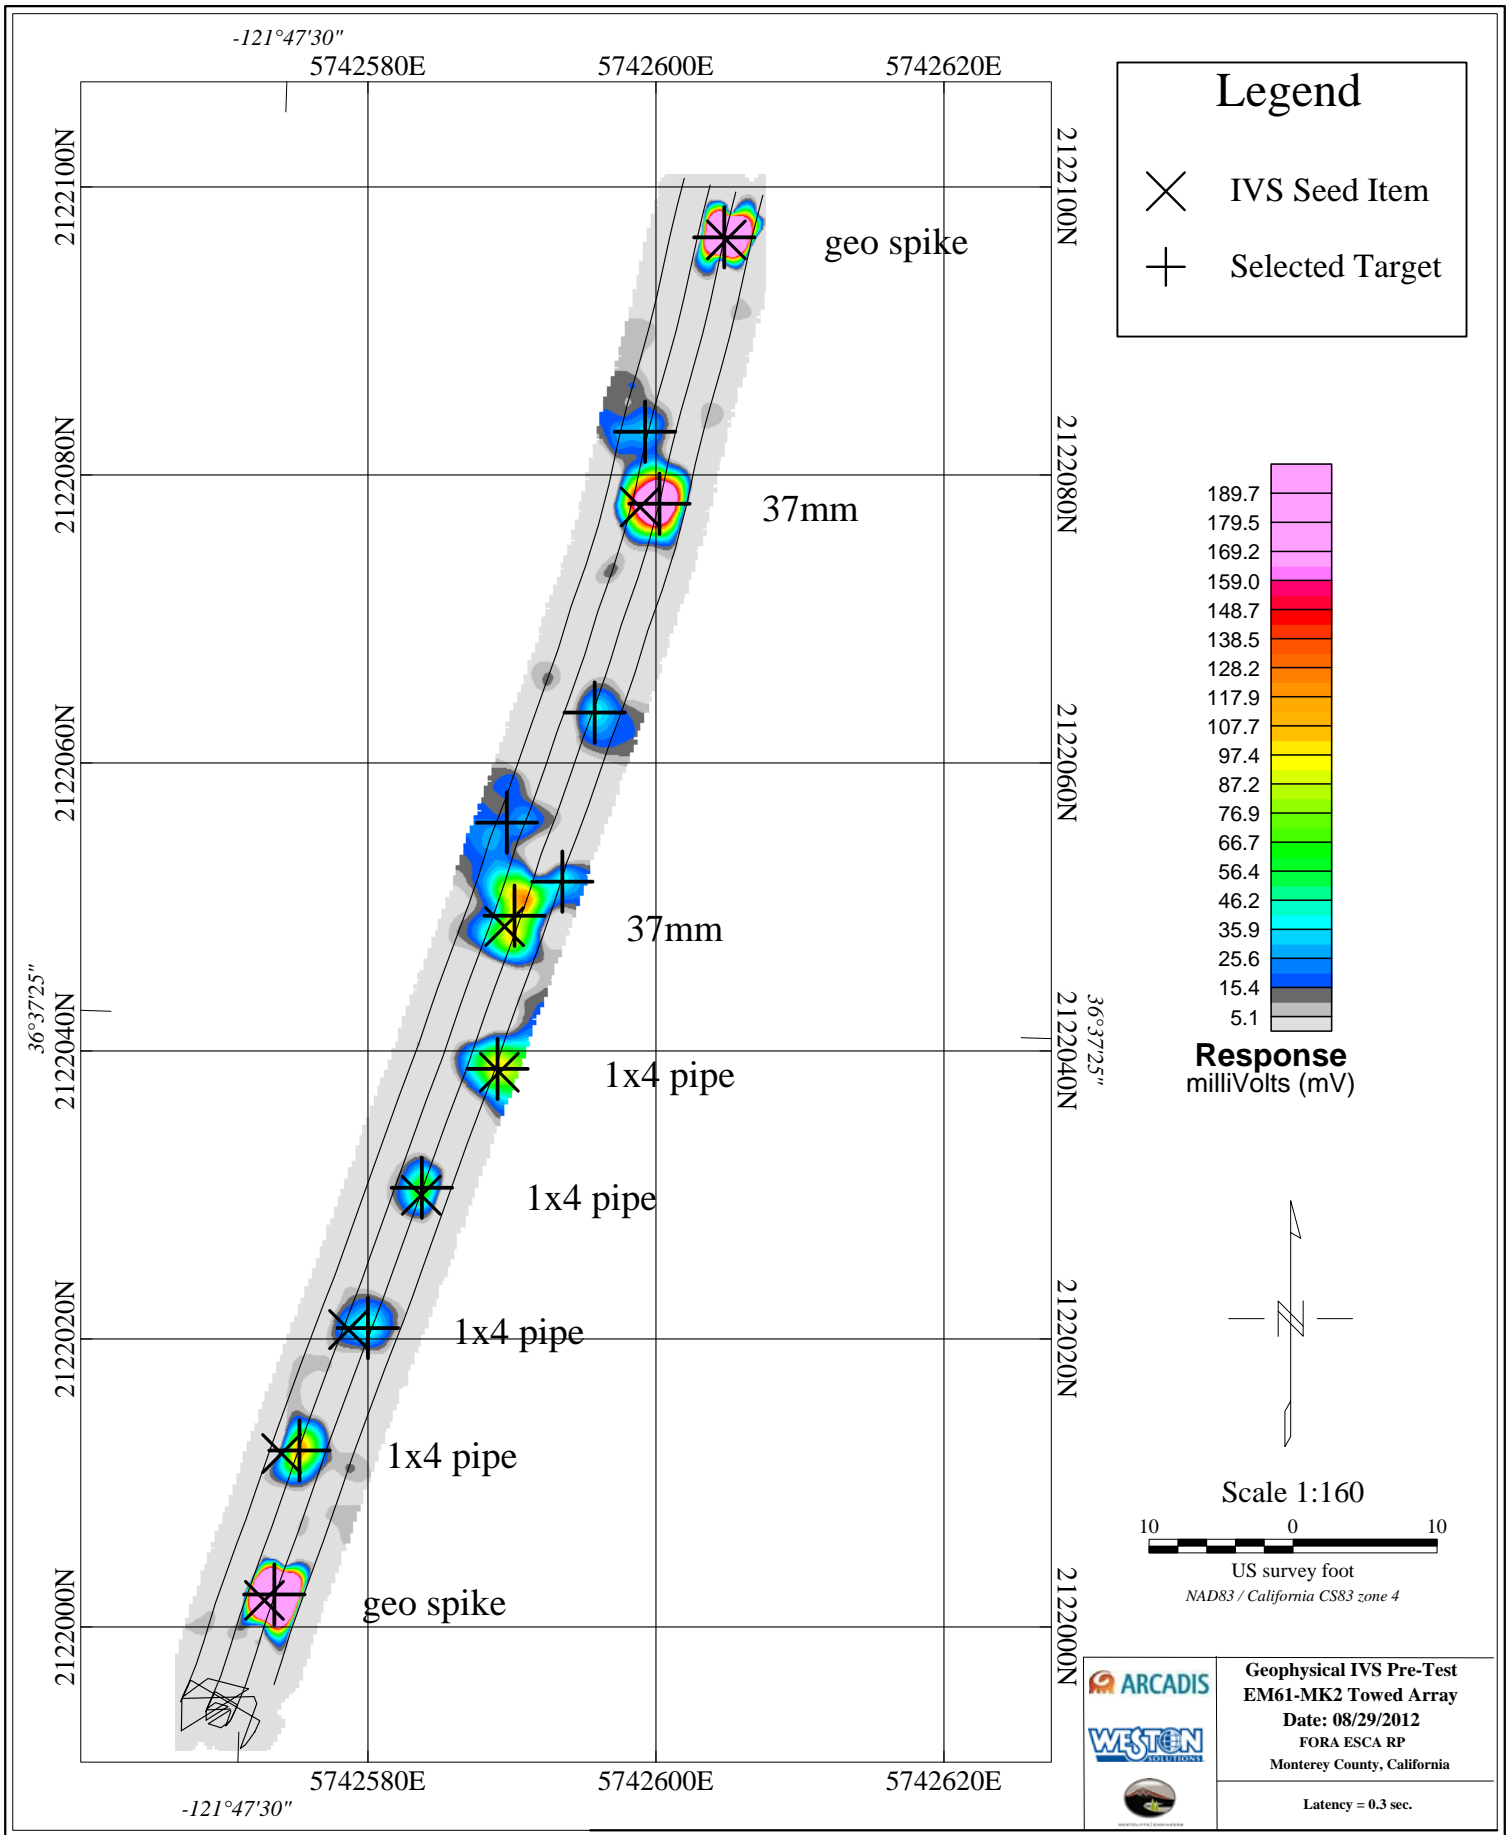 -121°47'30"
5742580E 5742600E 5742620E
Legend
IVS Seed Item
Selected Target
2122100N
2122080N
2122060N
2122040N
2122020N
2122000N
36°37'25"
geo spike
37mm
37mm
1x4 pipe
1x4 pipe
1x4 pipe
1x4 pipe
geo spike
2122100N
2122080N
2122060N
2122040N
2122020N
2122000N
36°37'25"
189.7
179.5
169.2
159.0
148.7
138.5
128.2
117.9
107.7
97.4
87.2
76.9
66.7
56.4
46.2
35.9
25.6
15.4
5.1
Response
milliVolts (mV)
N
Scale 1:160
10 0 10
US survey foot
NAD83 / California CS83 zone 4
5742580E 5742600E 5742620E
-121°47'30"
ARCADIS
WESTON
SOLUTIONS
WESTCLIFFE ENGINEERS
Geophysical IVS Pre-Test
EM61-MK2 Towed Array
Date: 08/29/2012
FORA ESCA RP
Monterey County, California
Latency = 0.3 sec.